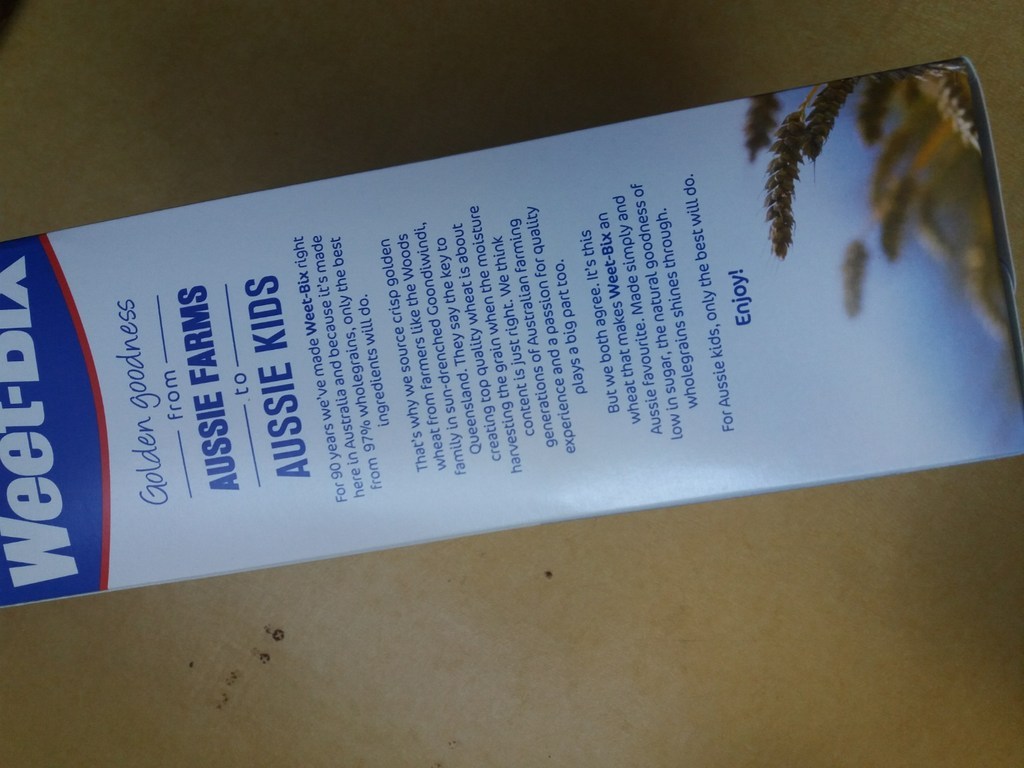 Weet-Bix
Golden goodness
from
AUSSIE FARMS
to
AUSSIE KIDS
For 90 years we've made Weet-Bix right
here in Australia and because it's made
from 97% wholegrains, only the best
ingredients will do.
That's why we source crisp golden
wheat from farmers like the Woods
family in sun-drenched Goondiwindi,
Queensland. They say the key to
creating top quality wheat is about
harvesting the grain when the moisture
content is just right. We think
generations of Australian farming
experience and a passion for quality
plays a big part too.
But we both agree. It's this
wheat that makes Weet-Bix an
Aussie favourite. Made simply and
low in sugar, the natural goodness of
wholegrains shines through.
For Aussie kids, only the best will do.
Enjoy!